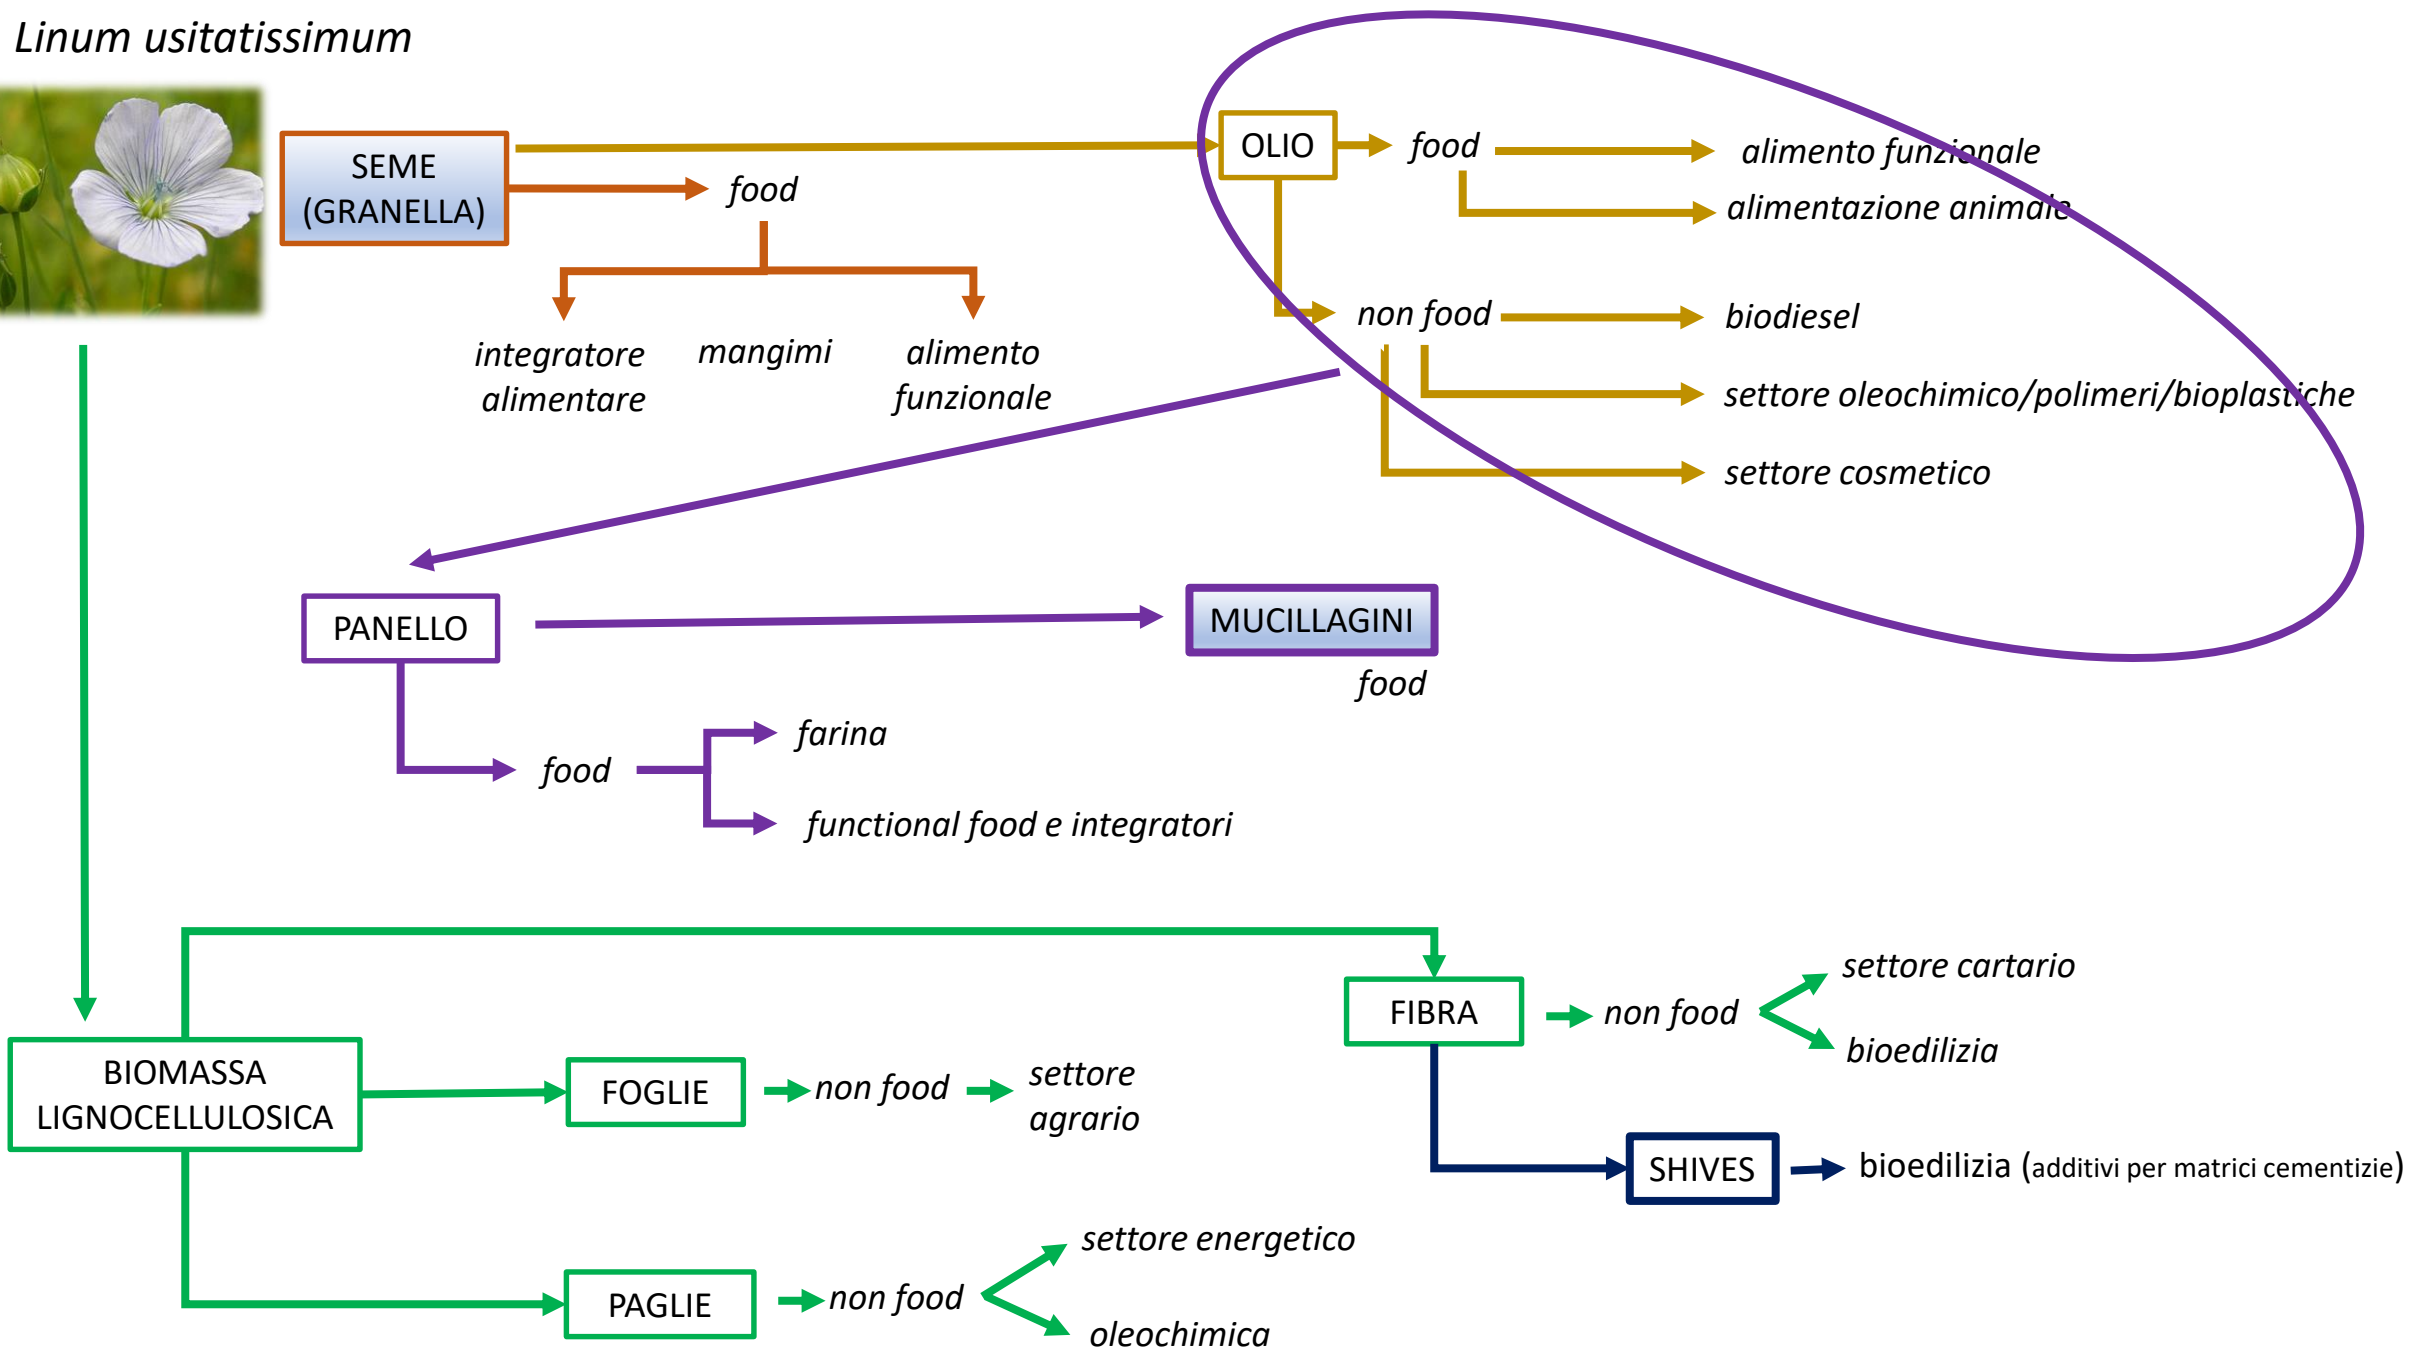 Linum usitatissimum
SEME
(GRANELLA)
food
integratore
alimentare
mangimi
alimento
funzionale
OLIO
food
alimento funzionale
alimentazione animale
non food
biodiesel
settore oleochimico/polimeri/bioplastiche
settore cosmetico
PANELLO
MUCILLAGINI
food
food
farina
functional food e integratori
BIOMASSA
LIGNOCELLULOSICA
FIBRA
non food
settore cartario
bioedilizia
FOGLIE
non food
settore
agrario
SHIVES
bioedilizia (additivi per matrici cementizie)
PAGLIE
non food
settore energetico
oleochimica